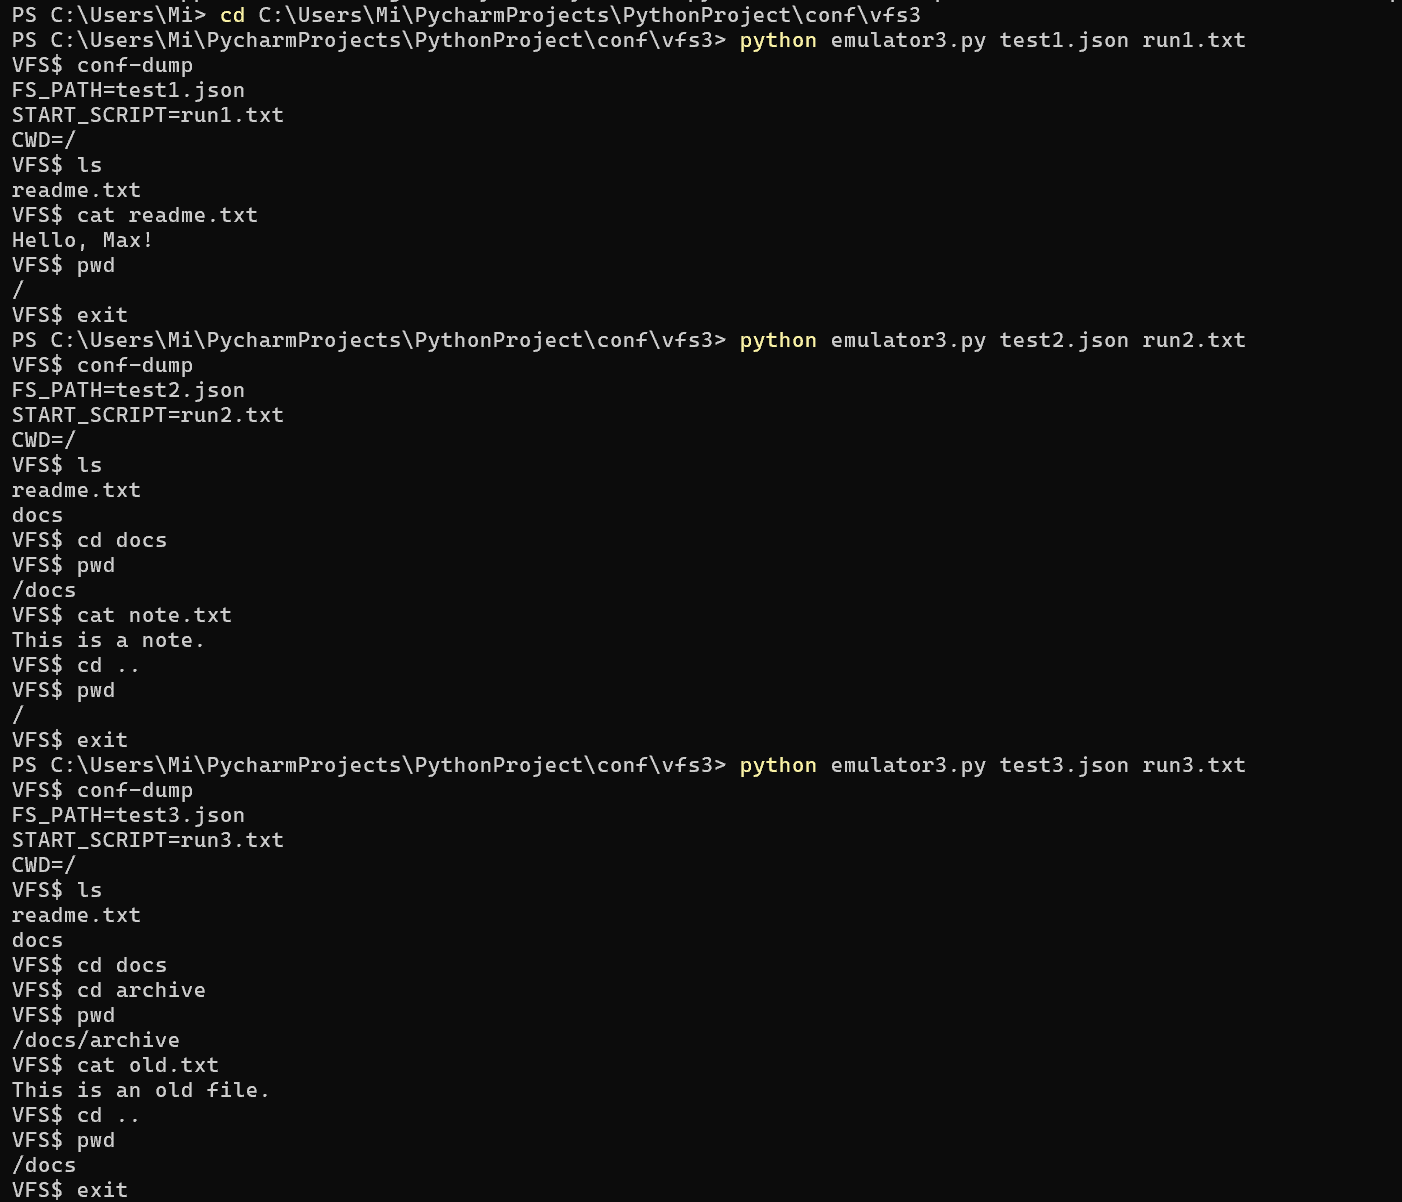 PS C:\Users\Mi> cd C:\Users\Mi\PycharmProjects\PythonProject\conf\vfs3
PS C:\Users\Mi\PycharmProjects\PythonProject\conf\vfs3> python emulator3.py test1.json run1.txt
VFS$ conf-dump
FS_PATH=test1.json
START_SCRIPT=run1.txt
CWD=/
VFS$ ls
readme.txt
VFS$ cat readme.txt
Hello, Max!
VFS$ pwd
/
VFS$ exit
PS C:\Users\Mi\PycharmProjects\PythonProject\conf\vfs3> python emulator3.py test2.json run2.txt
VFS$ conf-dump
FS_PATH=test2.json
START_SCRIPT=run2.txt
CWD=/
VFS$ ls
readme.txt
docs
VFS$ cd docs
VFS$ pwd
/docs
VFS$ cat note.txt
This is a note.
VFS$ cd ..
VFS$ pwd
/
VFS$ exit
PS C:\Users\Mi\PycharmProjects\PythonProject\conf\vfs3> python emulator3.py test3.json run3.txt
VFS$ conf-dump
FS_PATH=test3.json
START_SCRIPT=run3.txt
CWD=/
VFS$ ls
readme.txt
docs
VFS$ cd docs
VFS$ cd archive
VFS$ pwd
/docs/archive
VFS$ cat old.txt
This is an old file.
VFS$ cd ..
VFS$ pwd
/docs
VFS$ exit